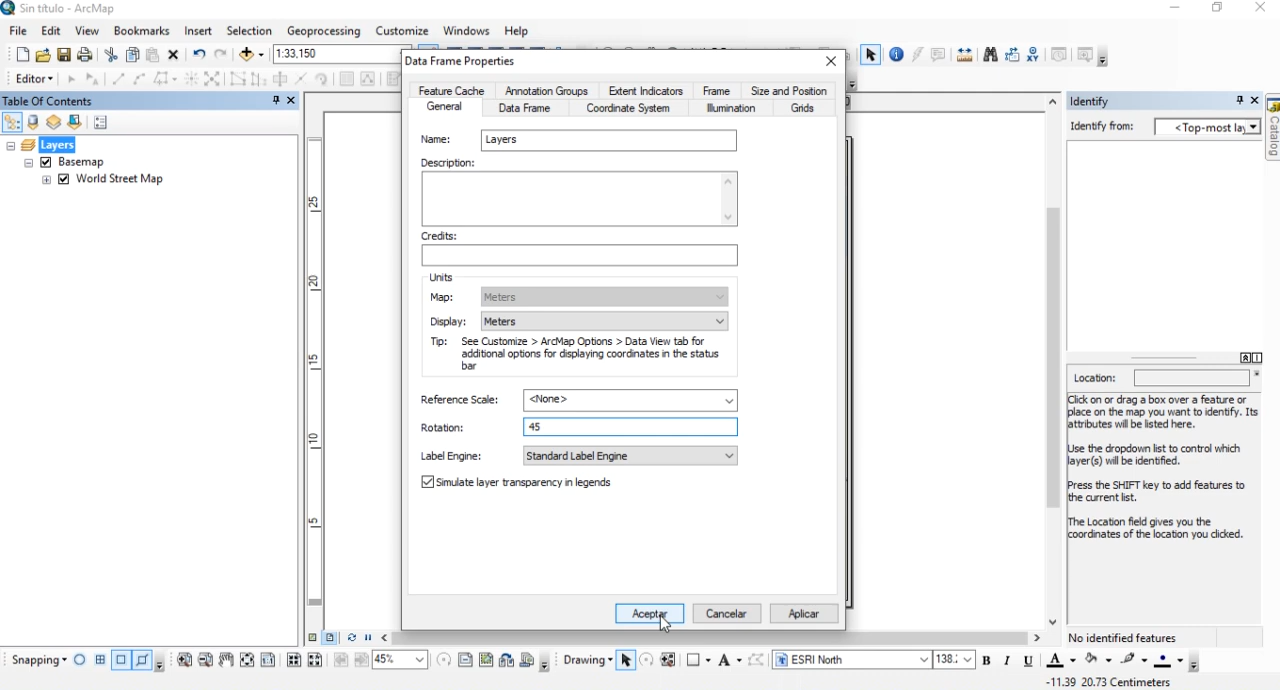 Sin título - ArcMap
File Edit View Bookmarks Insert Selection Geoprocessing Customize Windows Help
1:33,150
Editor
Table Of Contents
Layers
Basemap
World Street Map
Data Frame Properties
Feature Cache Annotation Groups Extent Indicators Frame Size and Position
General Data Frame Coordinate System Illumination Grids
Name: Layers
Description:
Credits:
Units
Map: Meters
Display: Meters
Tip: See Customize > ArcMap Options > Data View tab for
additional options for displaying coordinates in the status
bar
Reference Scale: <None>
Rotation: 45
Label Engine: Standard Label Engine
Simulate layer transparency in legends
Aceptar Cancelar Aplicar
25
20
15
10
5
Identify
Identify from: <Top-most lay
Catalog
Location:
Click on or drag a box over a feature or
place on the map you want to identify. Its
attributes will be listed here.
Use the dropdown list to control which
layer(s) will be identified.
Press the SHIFT key to add features to
the current list.
The Location field gives you the
coordinates of the location you clicked.
No identified features
Snapping 45% Drawing A ESRI North 138. B I U A
-11.39 20.73 Centimeters